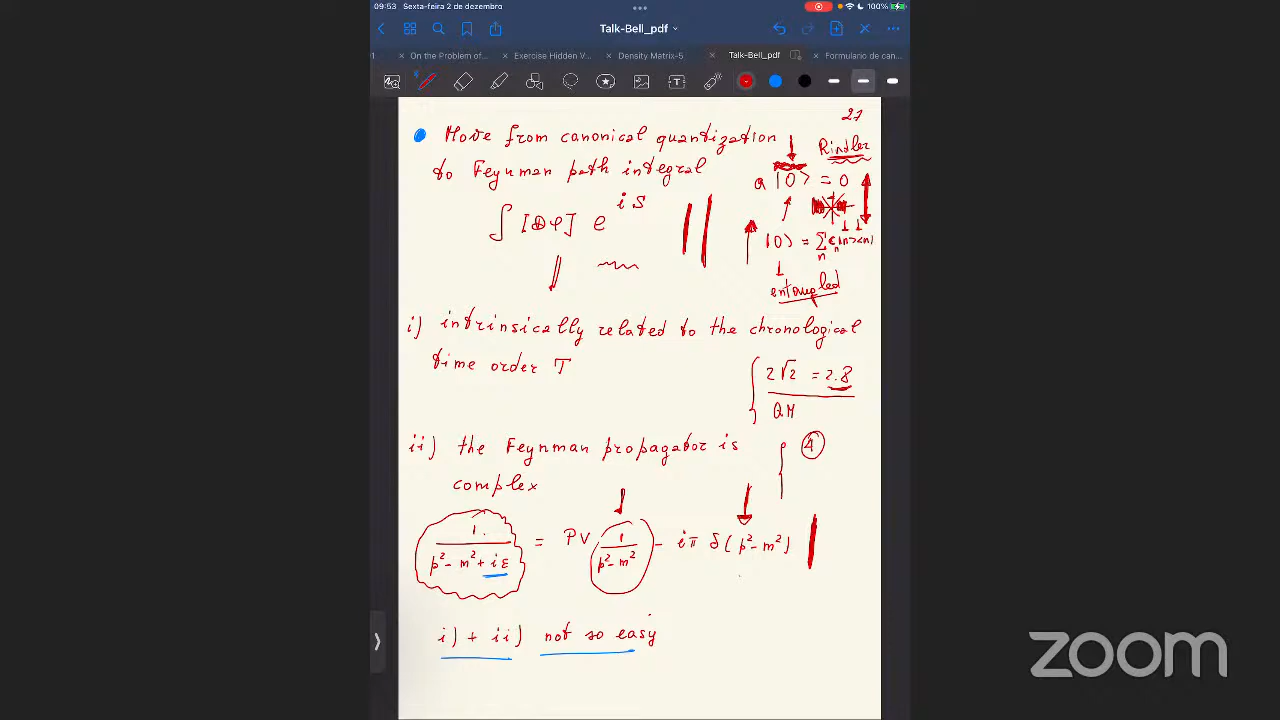 09:53 Sexta-feira 2 de dezembro
100%
Talk-Bell_pdf
On the Problem of...
Exercise Hidden V...
Density Matrix-5
Talk-Bell_pdf
Formulario de can...
21
Move from canonical quantization
to Feynman path integral
Rindler
a |0> = 0
∫ [Dφ] e^{iS}
|0> = Σ_n c_n |n> <n|
entangled
i) intrinsically related to the chronological
time order T
2√2 = 2.8
QM
ii) the Feynman propagator is
complex
4
1/(p² - m² + iε) = PV 1/(p² - m²) - iπ δ(p² - m²)
i) + ii) not so easy
zoom